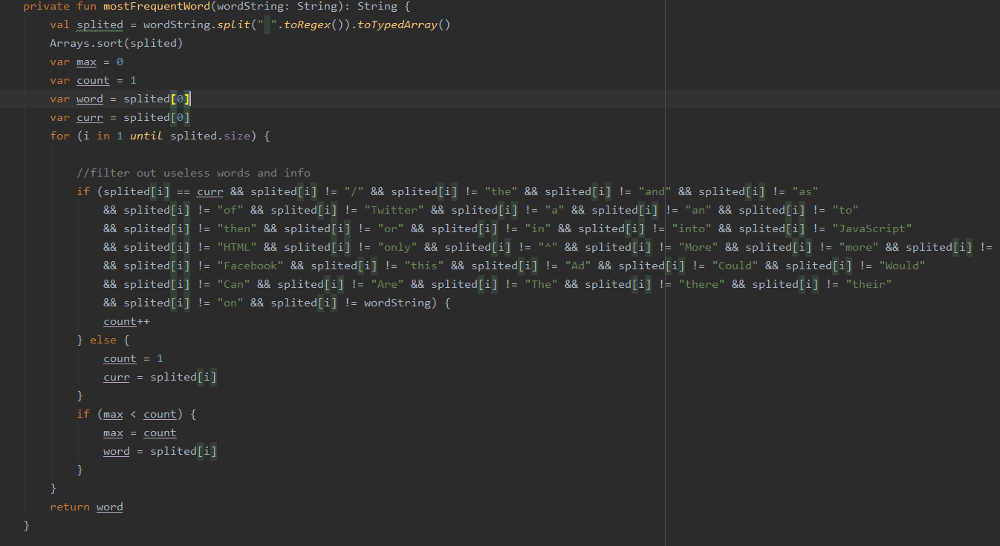 private fun mostFrequentWord(wordString: String): String {
val splited = wordString.split(" ".toRegex()).toTypedArray()
Arrays.sort(splited)
var max = 0
var count = 1
var word = splited[0]
var curr = splited[0]
for (i in 1 until splited.size) {
//filter out useless words and info
if (splited[i] == curr && splited[i] != "/" && splited[i] != "the" && splited[i] != "and" && splited[i] != "as"
&& splited[i] != "of" && splited[i] != "Twitter" && splited[i] != "a" && splited[i] != "an" && splited[i] != "to"
&& splited[i] != "then" && splited[i] != "or" && splited[i] != "in" && splited[i] != "into" && splited[i] != "JavaScript"
&& splited[i] != "HTML" && splited[i] != "only" && splited[i] != "^" && splited[i] != "More" && splited[i] != "more" && splited[i] !=
&& splited[i] != "Facebook" && splited[i] != "this" && splited[i] != "Ad" && splited[i] != "Could" && splited[i] != "Would"
&& splited[i] != "Can" && splited[i] != "Are" && splited[i] != "The" && splited[i] != "there" && splited[i] != "their"
&& splited[i] != "on" && splited[i] != wordString) {
count++
} else {
count = 1
curr = splited[i]
}
if (max < count) {
max = count
word = splited[i]
}
}
return word
}